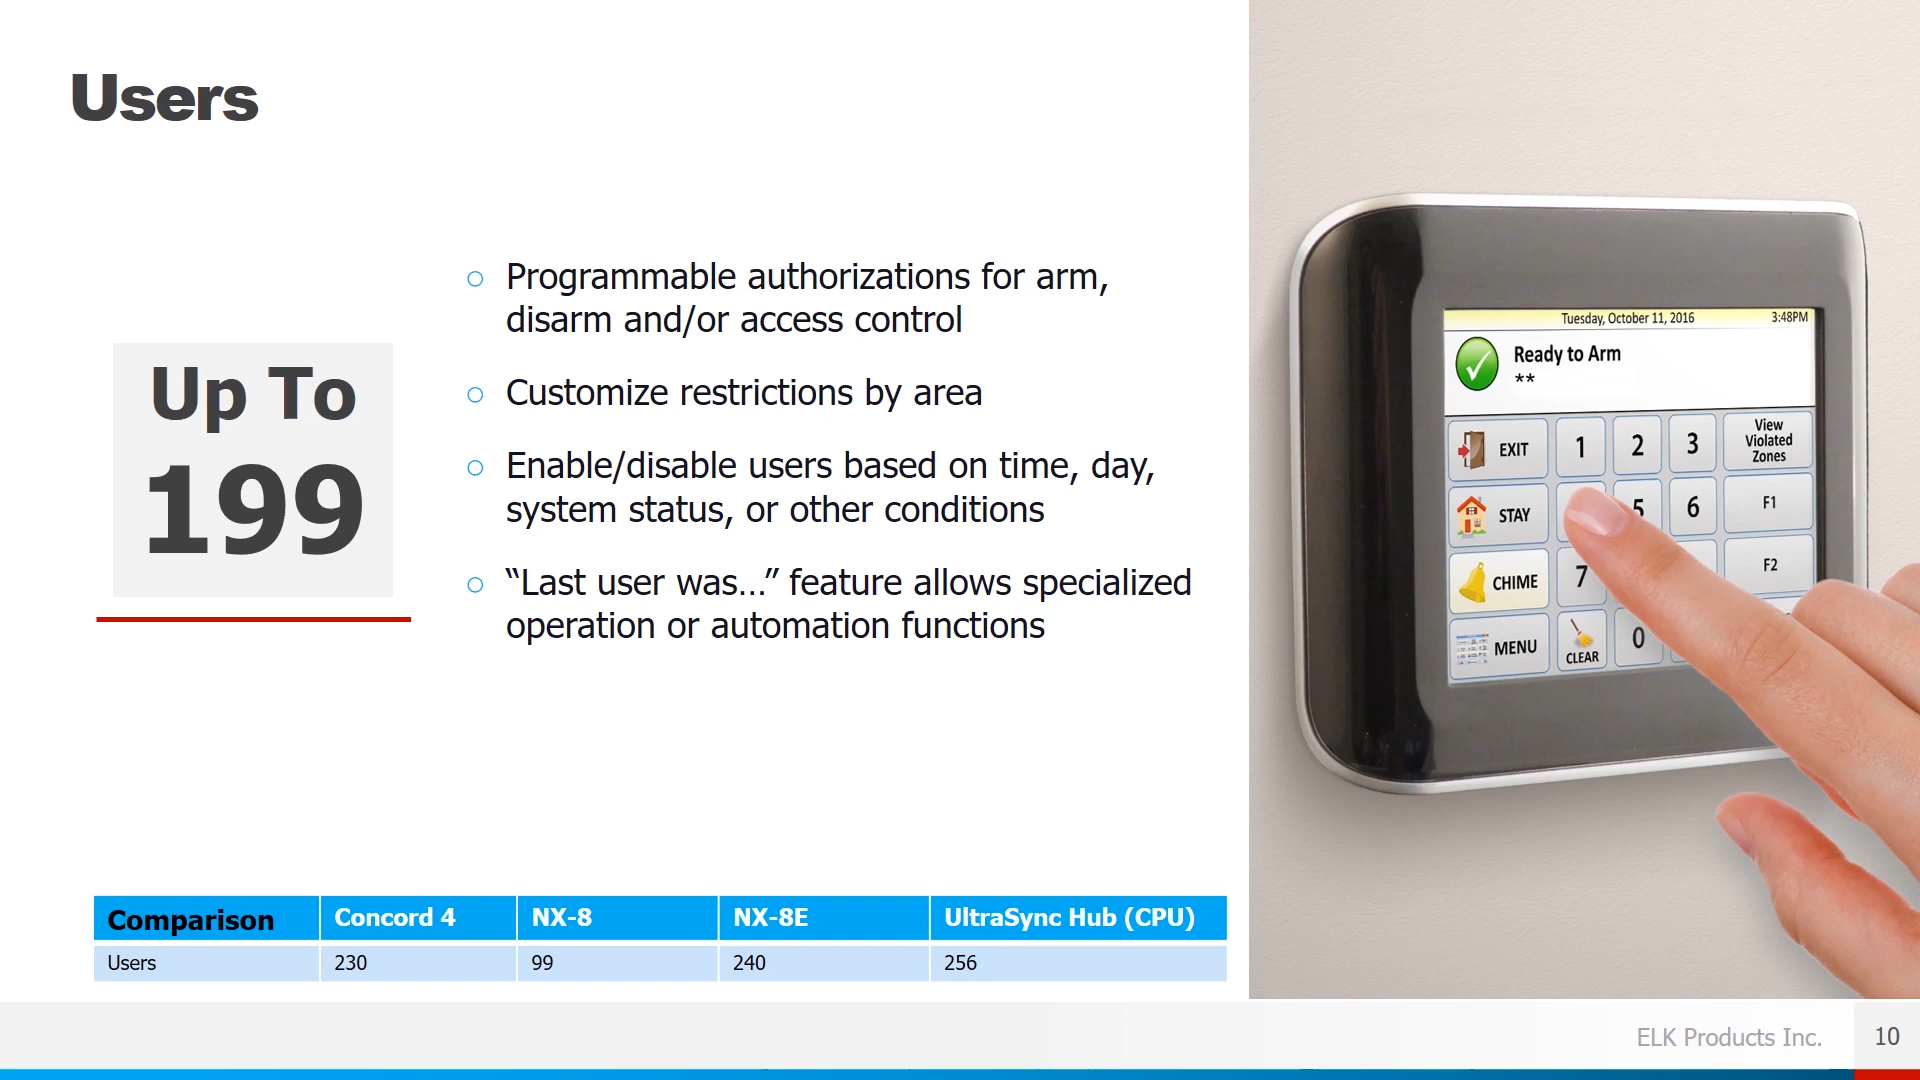 Users
Up To
199
○ Programmable authorizations for arm,
disarm and/or access control
○ Customize restrictions by area
○ Enable/disable users based on time, day,
system status, or other conditions
○ “Last user was…” feature allows specialized
operation or automation functions
Tuesday, October 11, 2016 3:48PM
Ready to Arm
**
EXIT 1 2 3 View
Violated
Zones
STAY 5 6 F1
CHIME 7 F2
MENU CLEAR 0
Comparison Concord 4 NX-8 NX-8E UltraSync Hub (CPU)
Users 230 99 240 256
ELK Products Inc. 10